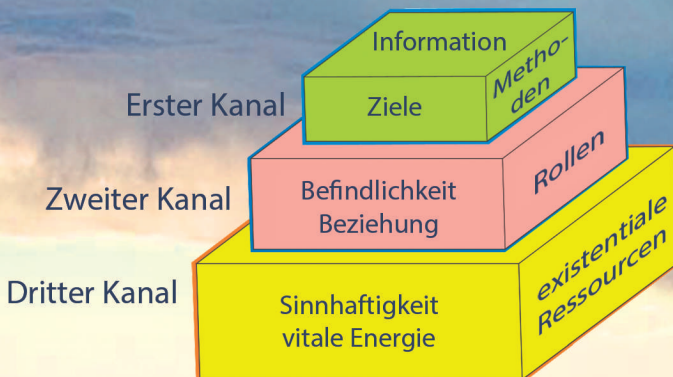 Information
Erster Kanal
Ziele
Metho-
den
Zweiter Kanal
Befindlichkeit
Beziehung
Rollen
Dritter Kanal
Sinnhaftigkeit
vitale Energie
existentiale
Ressourcen